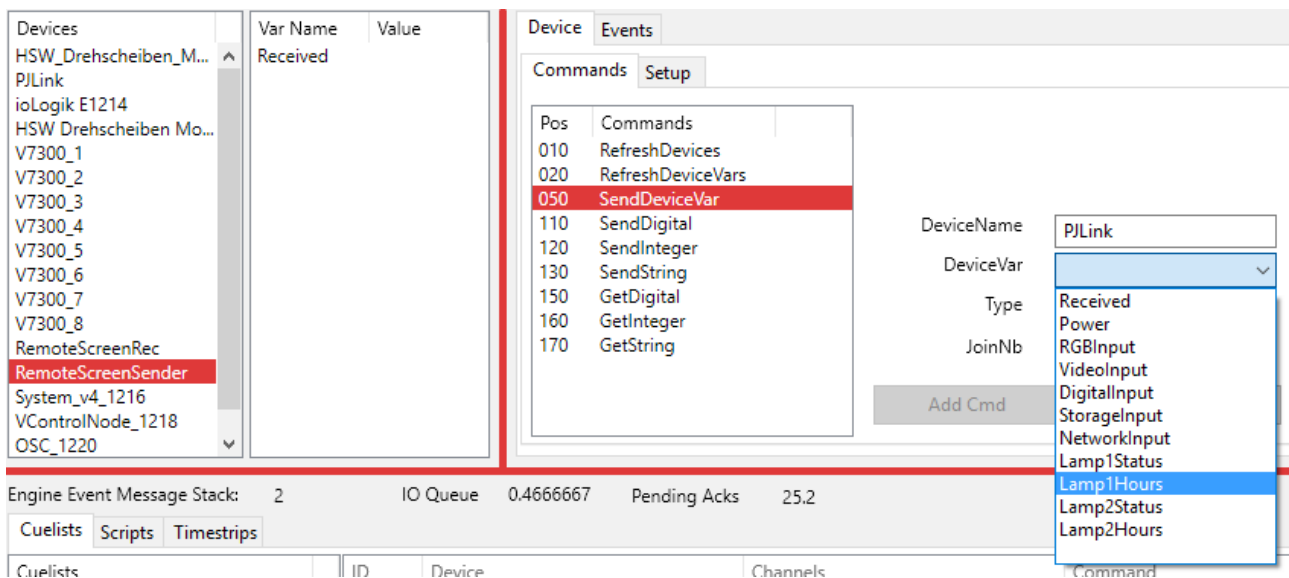 Devices
HSW_Drehscheiben_M...
PJLink
ioLogik E1214
HSW Drehscheiben Mo...
V7300_1
V7300_2
V7300_3
V7300_4
V7300_5
V7300_6
V7300_7
V7300_8
RemoteScreenRec
RemoteScreenSender
System_v4_1216
VControlNode_1218
OSC_1220
Var Name Value
Received
Device Events
Commands Setup
Pos Commands
010 RefreshDevices
020 RefreshDeviceVars
050 SendDeviceVar
110 SendDigital
120 SendInteger
130 SendString
150 GetDigital
160 GetInteger
170 GetString
DeviceName PJLink
DeviceVar
Type
JoinNb
Add Cmd
Received
Power
RGBInput
VideoInput
DigitalInput
StorageInput
NetworkInput
Lamp1Status
Lamp1Hours
Lamp2Status
Lamp2Hours
Engine Event Message Stack: 2 IO Queue 0.4666667 Pending Acks 25.2
Cuelists Scripts Timestrips
Cuelists ID Device Channels Command